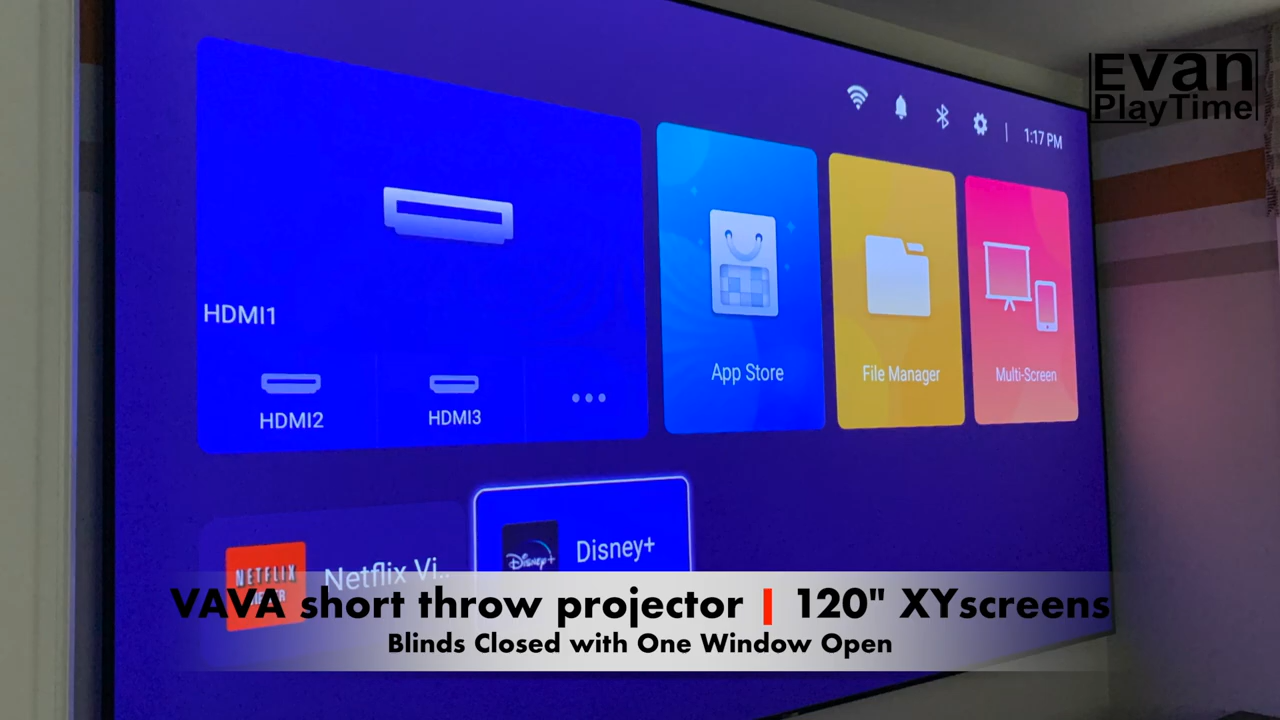 Evan
PlayTime
1:17 PM
HDMI1
HDMI2
HDMI3
App Store
File Manager
Multi-Screen
NETFLIX
Netflix Vi..
Disney+
Disney+
VAVA short throw projector | 120" XYscreens
Blinds Closed with One Window Open